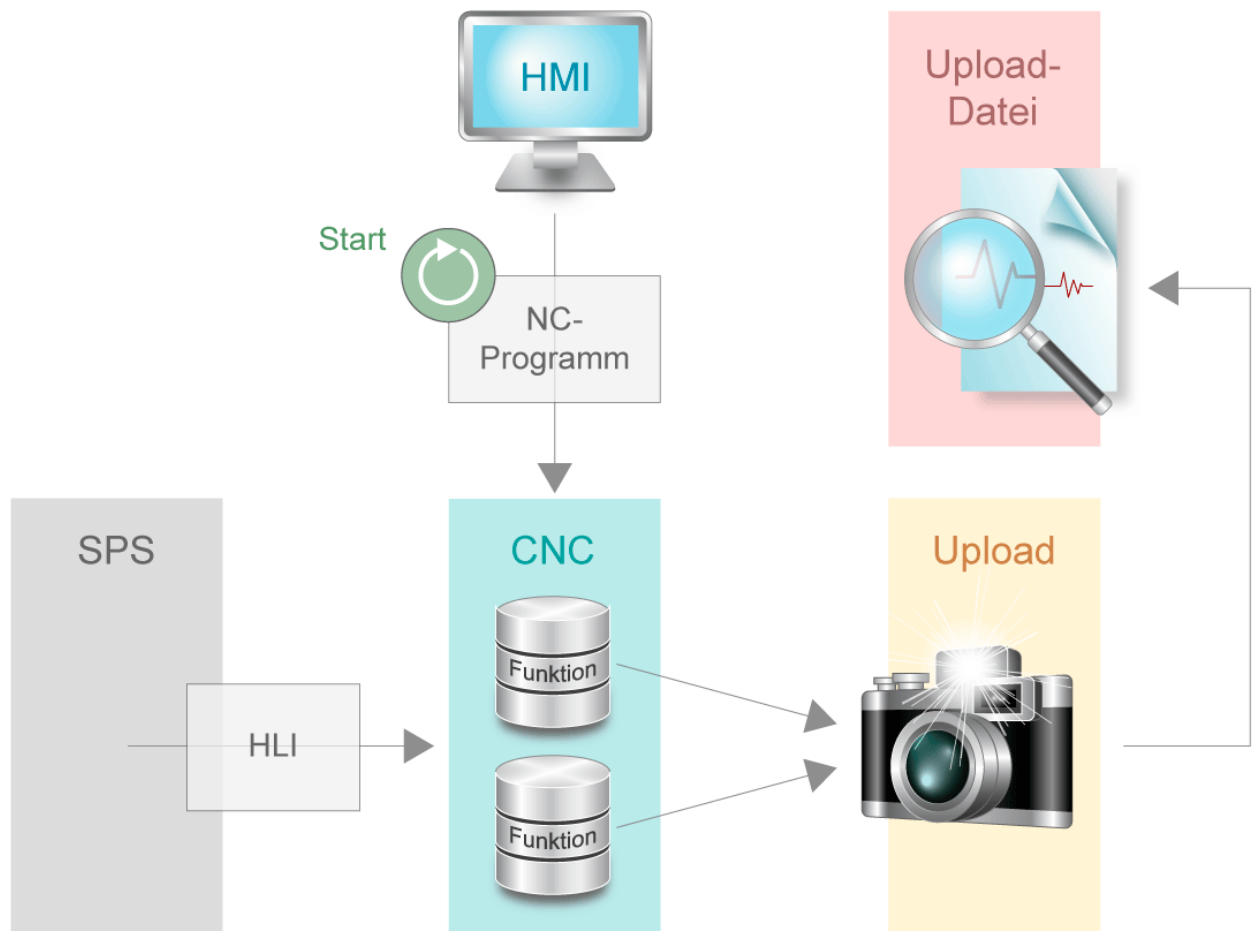 HMI
Upload-
Datei
Start
NC-
Programm
SPS
CNC
Upload
Funktion
HLI
Funktion